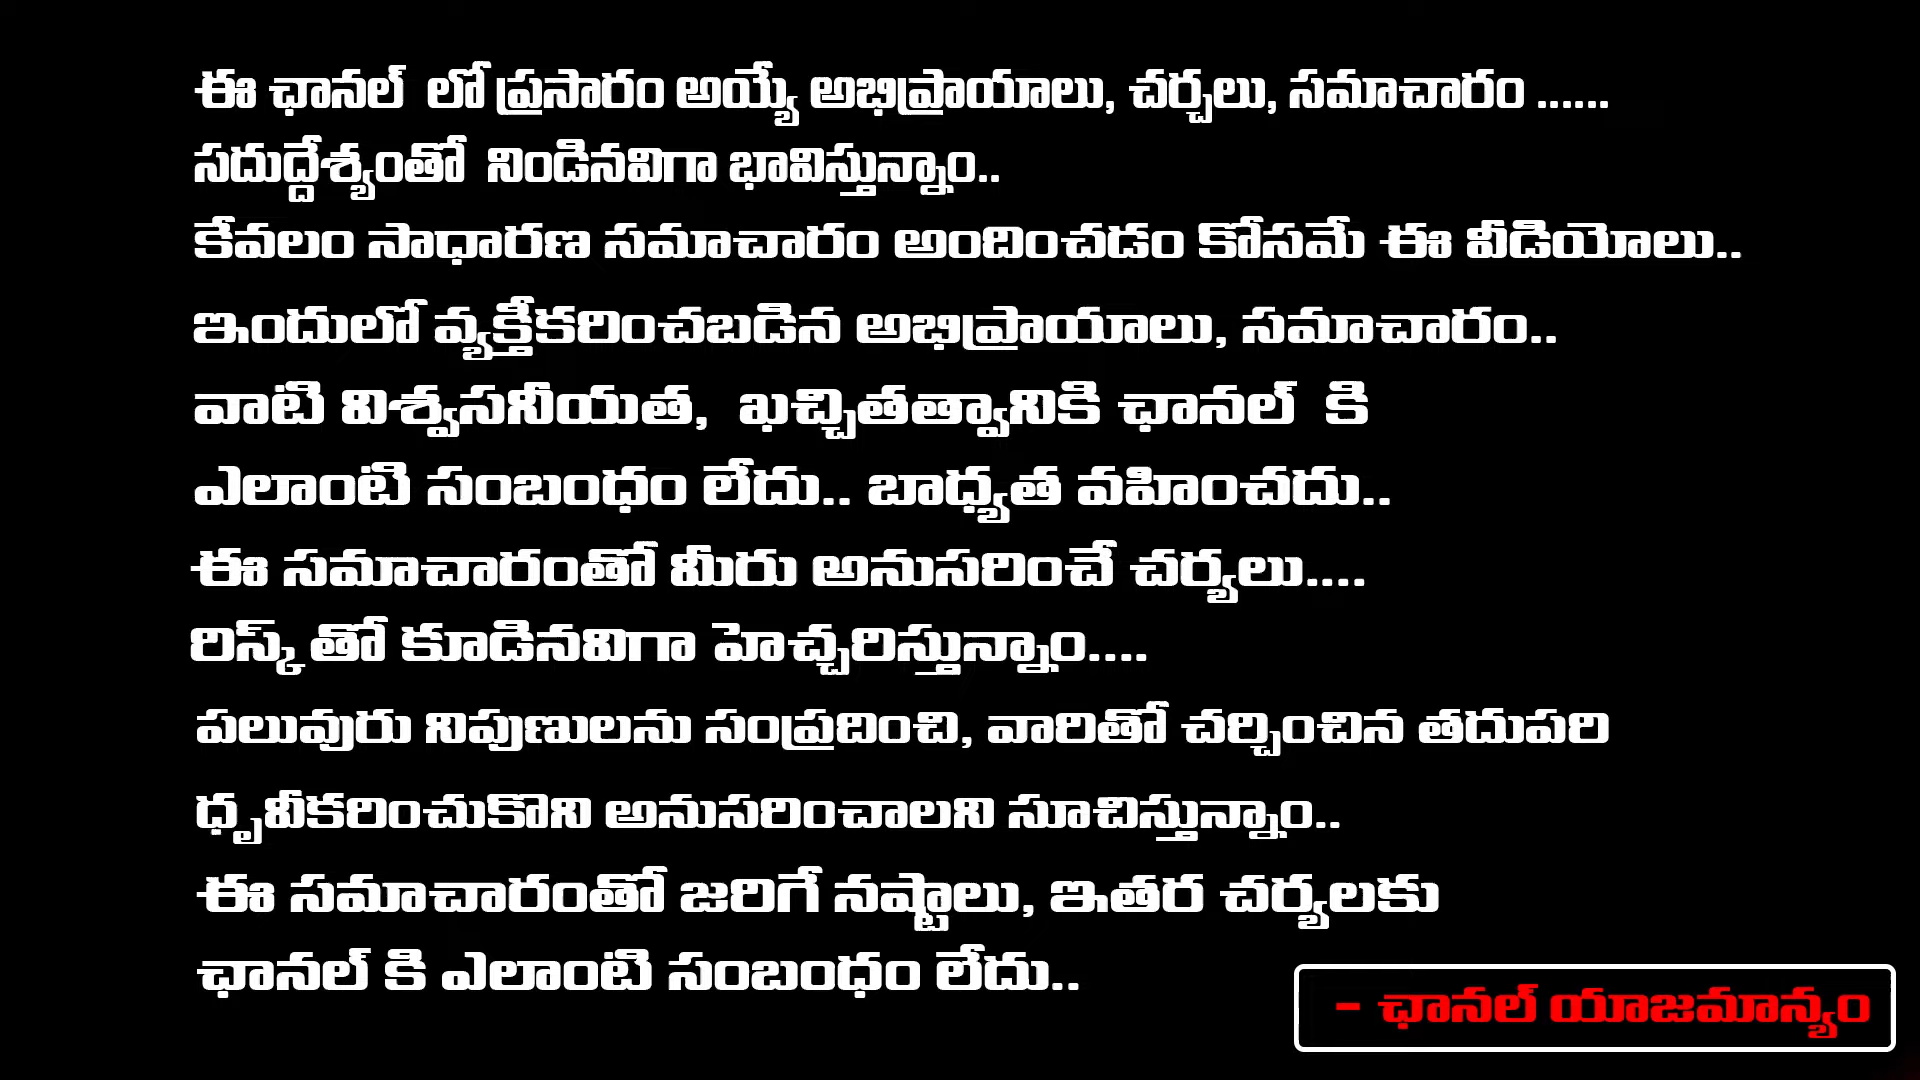 ఈ ఛానల్ లో ప్రసారం అయ్యే అభిప్రాయాలు, చర్చలు, సమాచారం ......
సదుద్దేశ్యంతో నిండినవిగా భావిస్తున్నాం..
కేవలం సాధారణ సమాచారం అందించడం కోసమే ఈ వీడియోలు..
ఇందులో వ్యక్తీకరించబడిన అభిప్రాయాలు, సమాచారం..
వాటి విశ్వసనీయత, ఖచ్చితత్వానికి ఛానల్ కి
ఎలాంటి సంబంధం లేదు.. బాధ్యత వహించదు..
ఈ సమాచారంతో మీరు అనుసరించే చర్యలు....
రిస్క్ తో కూడినవిగా హెచ్చరిస్తున్నాం....
పలువురు నిపుణులను సంప్రదించి, వారితో చర్చించిన తదుపరి
ధృవీకరించుకొని అనుసరించాలని సూచిస్తున్నాం..
ఈ సమాచారంతో జరిగే నష్టాలు, ఇతర చర్యలకు
ఛానల్ కి ఎలాంటి సంబంధం లేదు..
- ఛానల్ యాజమాన్యం